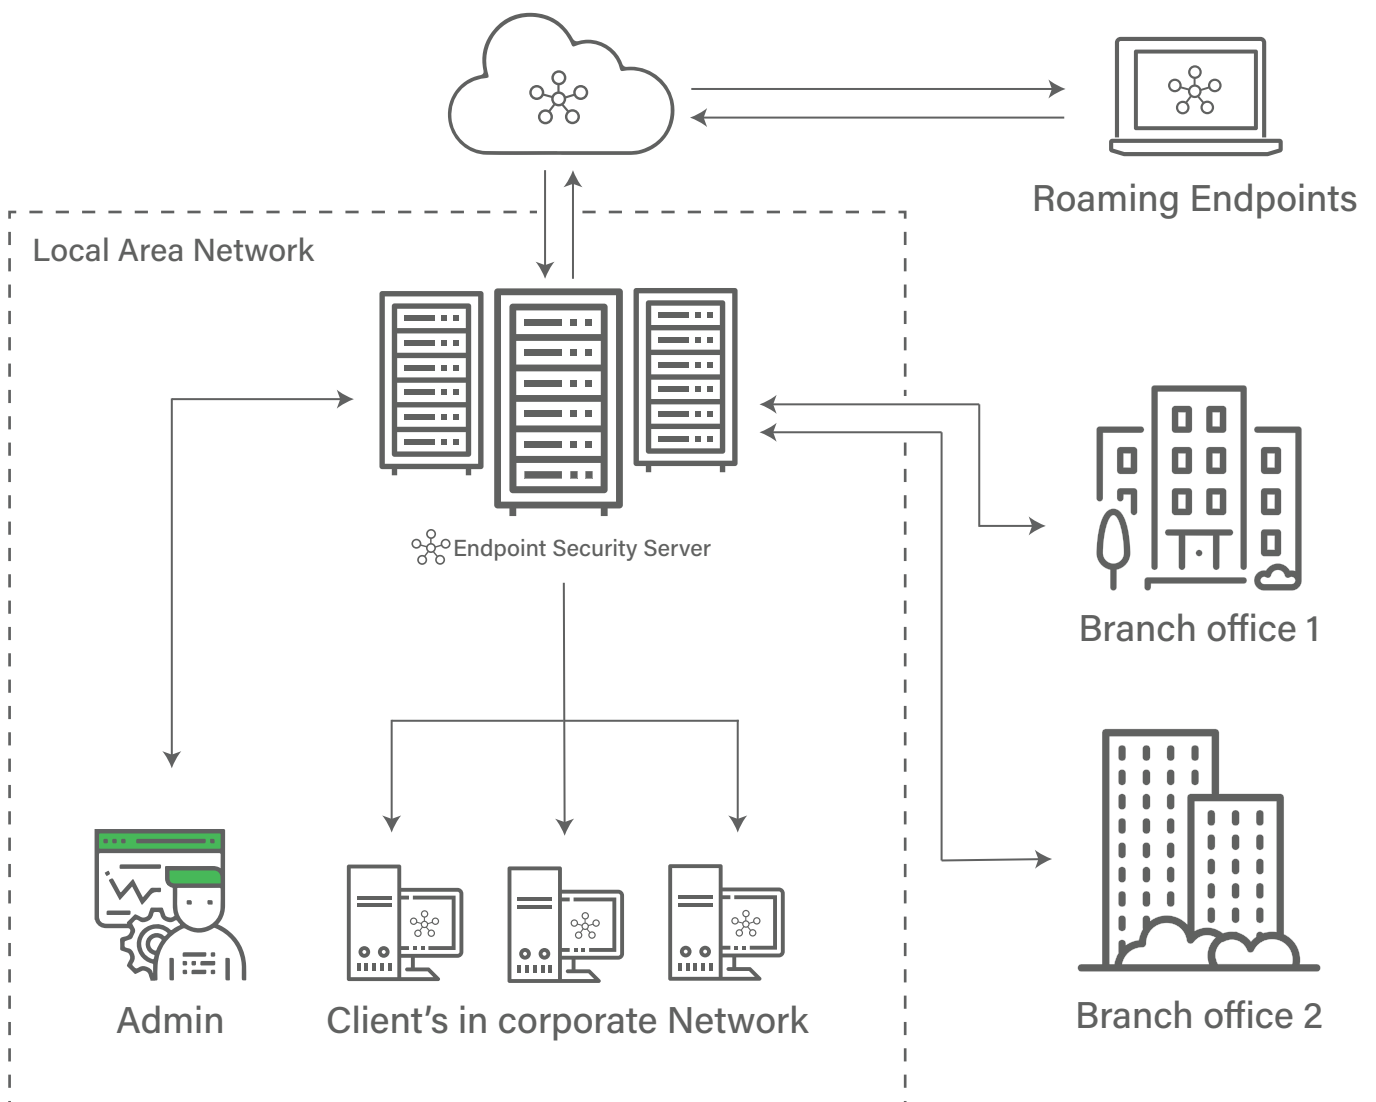 Roaming Endpoints
Local Area Network
Endpoint Security Server
Branch office 1
Admin
Client's in corporate Network
Branch office 2